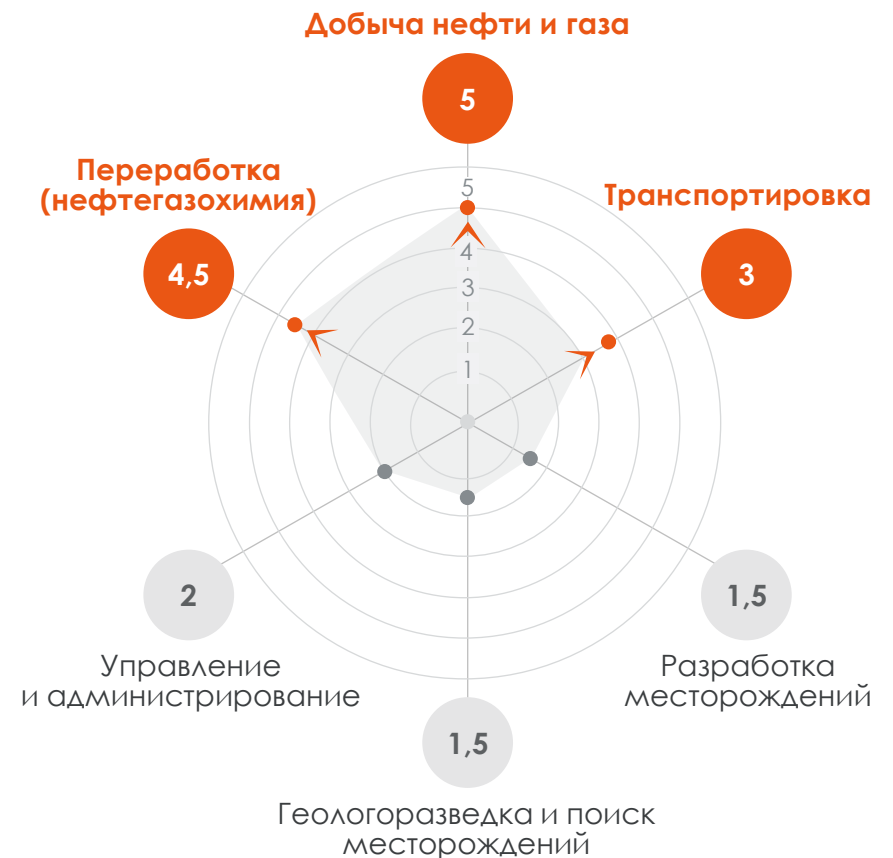 Добыча нефти и газа
5
Переработка
(нефтегазохимия)
4,5
Транспортировка
3
5
4
3
2
1
2
Управление
и администрирование
1,5
Разработка
месторождений
1,5
Геологоразведка и поиск
месторождений